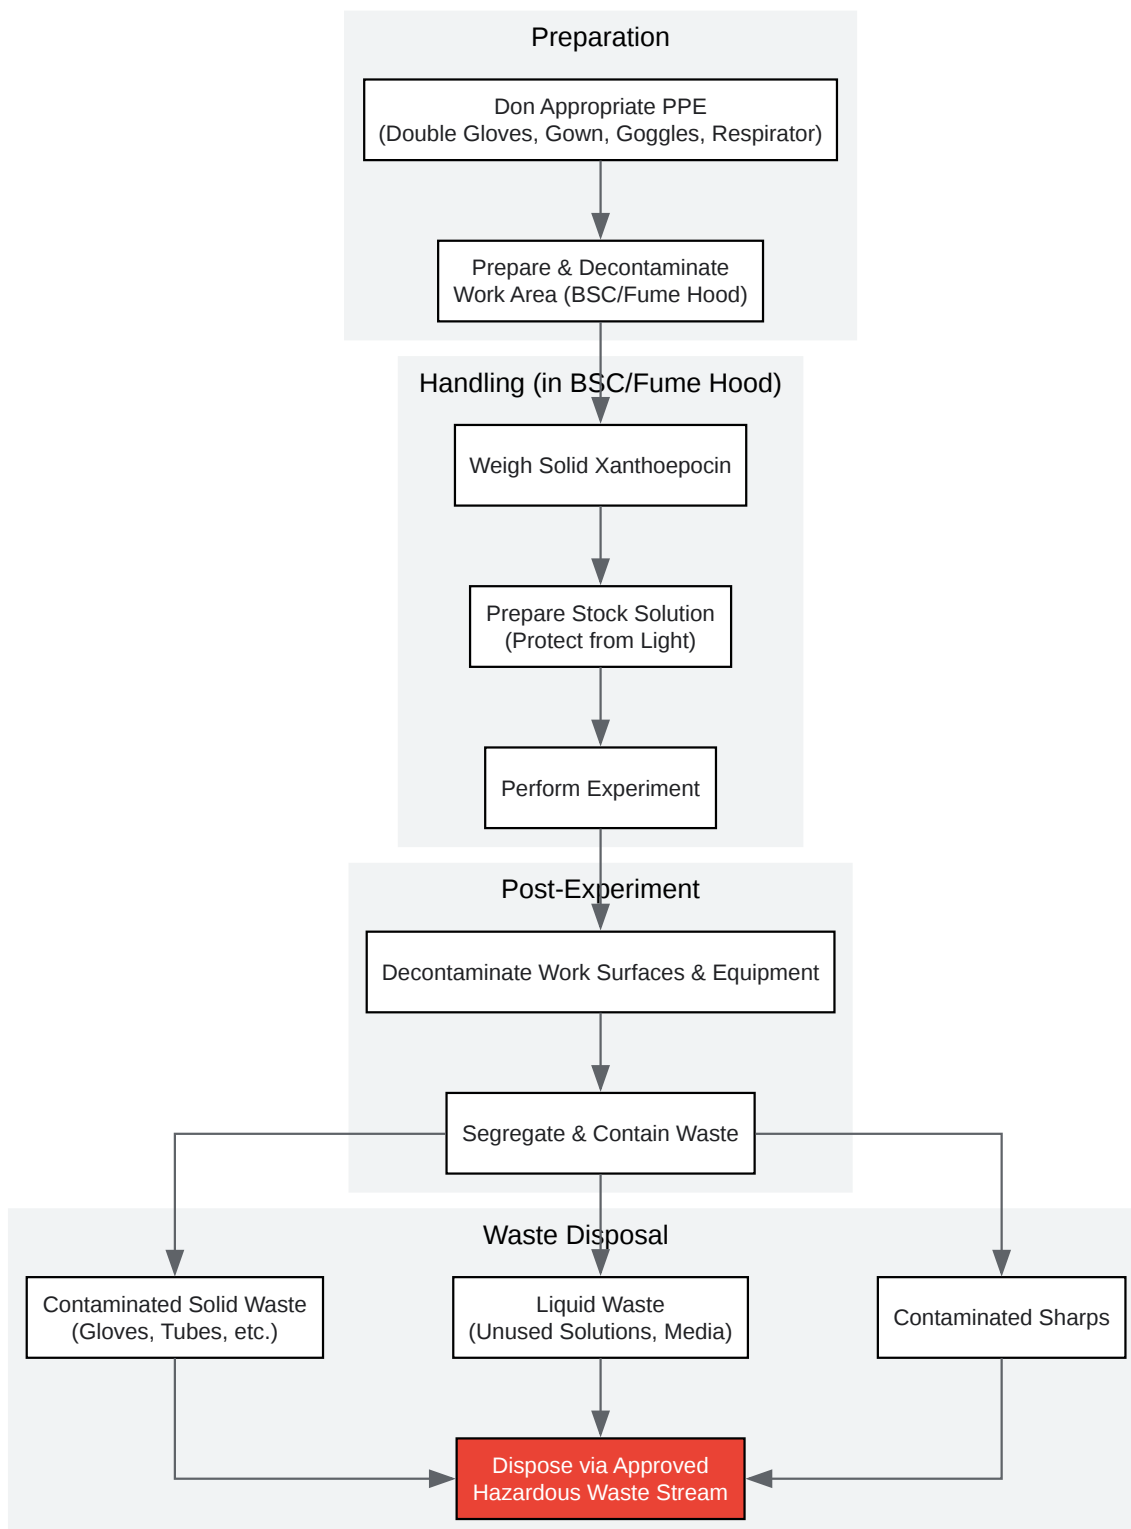 Preparation
Don Appropriate PPE
(Double Gloves, Gown, Goggles, Respirator)
Prepare & Decontaminate
Work Area (BSC/Fume Hood)
Handling (in BSC/Fume Hood)
Weigh Solid Xanthoepocin
Prepare Stock Solution
(Protect from Light)
Perform Experiment
Post-Experiment
Decontaminate Work Surfaces & Equipment
Segregate & Contain Waste
Waste Disposal
Contaminated Solid Waste
(Gloves, Tubes, etc.)
Liquid Waste
(Unused Solutions, Media)
Contaminated Sharps
Dispose via Approved
Hazardous Waste Stream